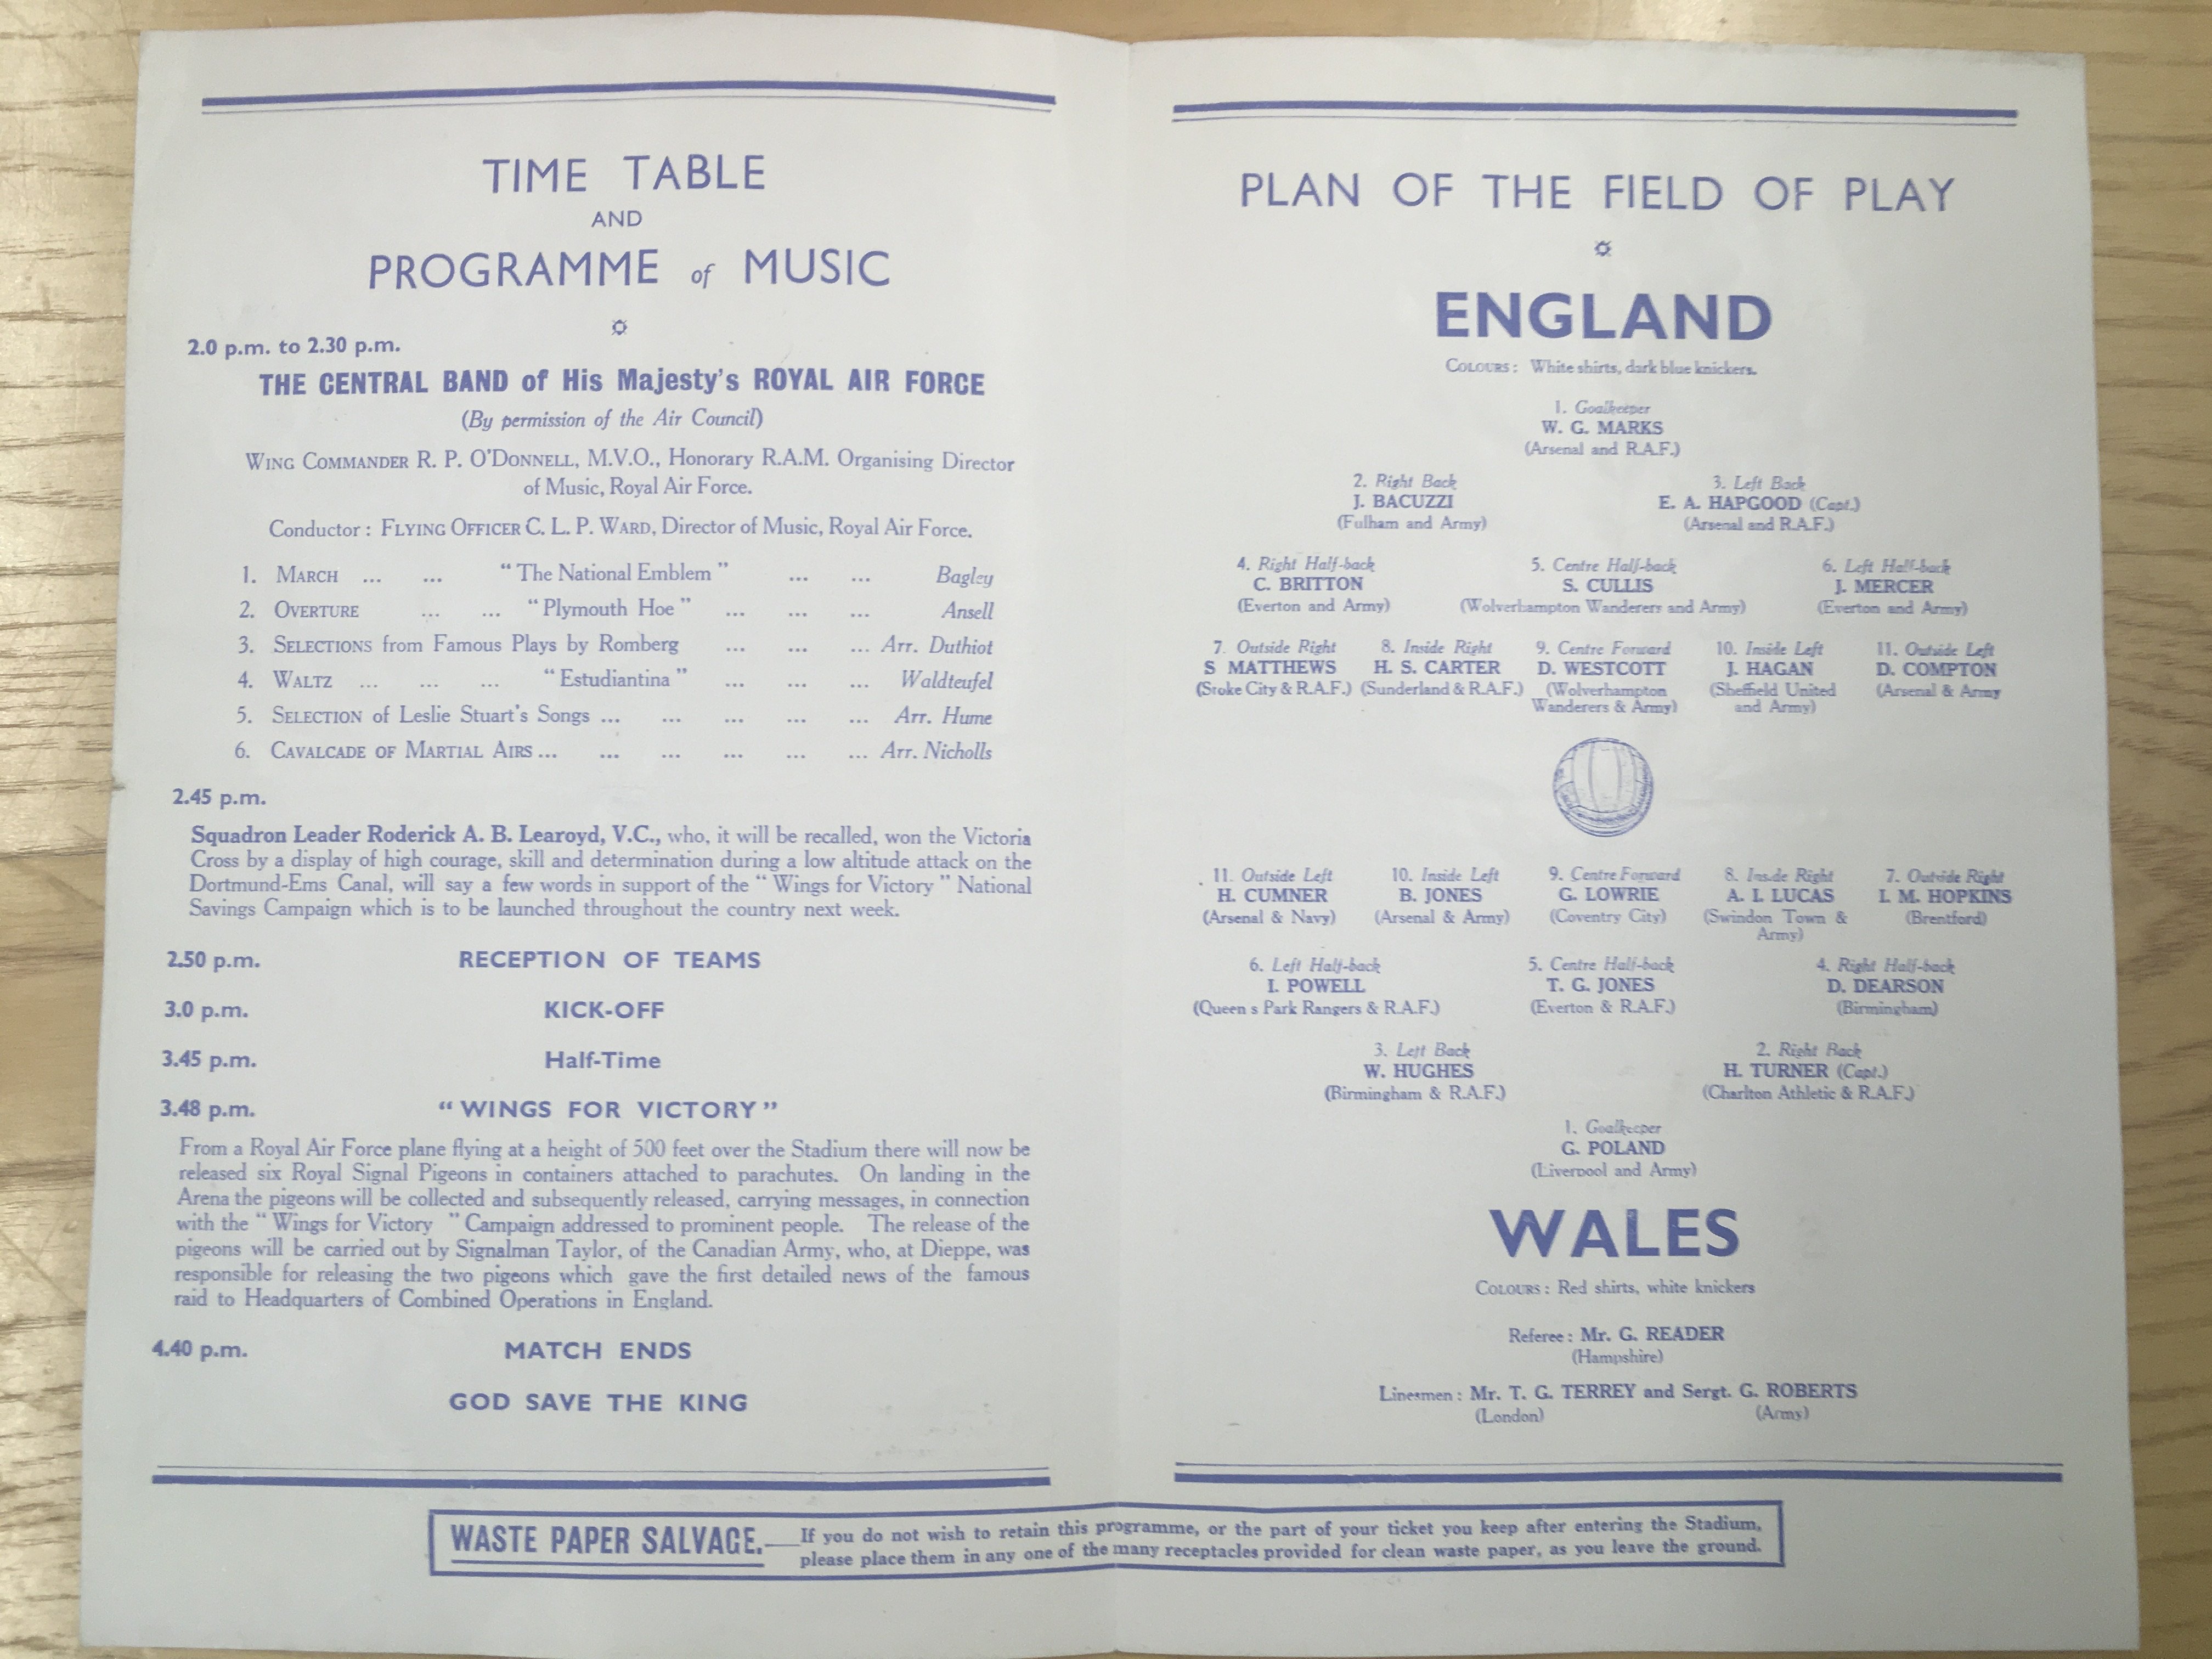 TIME TABLE
AND
PROGRAMME of MUSIC
2.0 p.m. to 2.30 p.m.
THE CENTRAL BAND of His Majesty's ROYAL AIR FORCE
(By permission of the Air Council)
WING COMMANDER R. P. O'DONNELL, M.V.O., Honorary R.A.M. Organising Director
of Music, Royal Air Force.
Conductor : FLYING OFFICER C. L. P. WARD, Director of Music, Royal Air Force.
1. MARCH ... ... " The National Emblem " ... ... Bagley
2. OVERTURE ... ... " Plymouth Hoe " ... ... ... Ansell
3. SELECTIONS from Famous Plays by Romberg ... ... ... Arr. Duthiot
4. WALTZ ... ... ... " Estudiantina " ... ... ... Waldteufel
5. SELECTION of Leslie Stuart's Songs ... ... ... ... ... Arr. Hume
6. CAVALCADE OF MARTIAL AIRS ... ... ... ... ... ... Arr. Nicholls
2.45 p.m.
Squadron Leader Roderick A. B. Learoyd, V.C., who, it will be recalled, won the Victoria
Cross by a display of high courage, skill and determination during a low altitude attack on the
Dortmund-Ems Canal, will say a few words in support of the " Wings for Victory " National
Savings Campaign which is to be launched throughout the country next week.
2.50 p.m. RECEPTION OF TEAMS
3.0 p.m. KICK-OFF
3.45 p.m. Half-Time
3.48 p.m. " WINGS FOR VICTORY "
From a Royal Air Force plane flying at a height of 500 feet over the Stadium there will now be
released six Royal Signal Pigeons in containers attached to parachutes. On landing in the
Arena the pigeons will be collected and subsequently released, carrying messages, in connection
with the " Wings for Victory " Campaign addressed to prominent people. The release of the
pigeons will be carried out by Signalman Taylor, of the Canadian Army, who, at Dieppe, was
responsible for releasing the two pigeons which gave the first detailed news of the famous
raid to Headquarters of Combined Operations in England.
4.40 p.m. MATCH ENDS
GOD SAVE THE KING
PLAN OF THE FIELD OF PLAY
ENGLAND
COLOURS : White shirts, dark blue knickers.
1. Goalkeeper
W. G. MARKS
(Arsenal and R.A.F.)
2. Right Back 3. Left Back
J. BACUZZI E. A. HAPGOOD (Capt.)
(Fulham and Army) (Arsenal and R.A.F.)
4. Right Half-back 5. Centre Half-back 6. Left Half-back
C. BRITTON S. CULLIS J. MERCER
(Everton and Army) (Wolverhampton Wanderers and Army) (Everton and Army)
7. Outside Right 8. Inside Right 9. Centre Forward 10. Inside Left 11. Outside Left
S MATTHEWS H. S. CARTER D. WESTCOTT J. HAGAN D. COMPTON
(Stoke City & R.A.F.) (Sunderland & R.A.F.) (Wolverhampton (Sheffield United (Arsenal & Army
Wanderers & Army) and Army)
11. Outside Left 10. Inside Left 9. Centre Forward 8. Inside Right 7. Outside Right
H. CUMNER B. JONES G. LOWRIE A. I. LUCAS I. M. HOPKINS
(Arsenal & Navy) (Arsenal & Army) (Coventry City) (Swindon Town & (Brentford)
Army)
6. Left Half-back 5. Centre Half-back 4. Right Half-back
I. POWELL T. G. JONES D. DEARSON
(Queen s Park Rangers & R.A.F.) (Everton & R.A.F.) (Birmingham)
3. Left Back 2. Right Back
W. HUGHES H. TURNER (Capt.)
(Birmingham & R.A.F.) (Charlton Athletic & R.A.F.)
1. Goalkeeper
G. POLAND
(Liverpool and Army)
WALES
COLOURS : Red shirts, white knickers
Referee : Mr. G. READER
(Hampshire)
Linesmen : Mr. T. G. TERREY and Sergt. G. ROBERTS
(London) (Army)
WASTE PAPER SALVAGE.—If you do not wish to retain this programme, or the part of your ticket you keep after entering the Stadium,
please place them in any one of the many receptacles provided for clean waste paper, as you leave the ground.